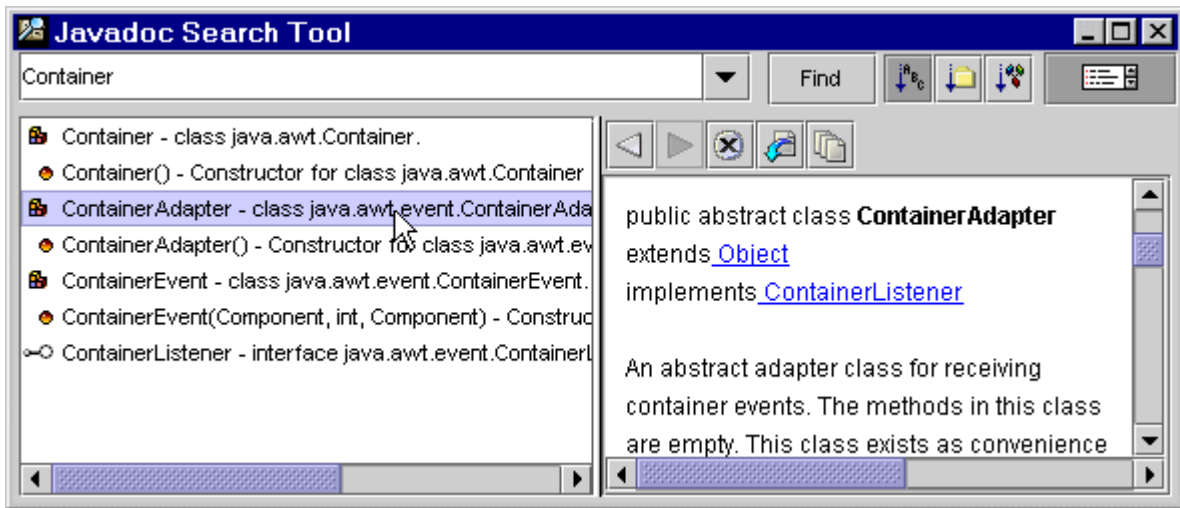 Javadoc Search Tool
Container
Find
Container - class java.awt.Container.
Container() - Constructor for class java.awt.Container
ContainerAdapter - class java.awt.event.ContainerAda
ContainerAdapter() - Constructor for class java.awt.ev
ContainerEvent - class java.awt.event.ContainerEvent.
ContainerEvent(Component, int, Component) - Construc
ContainerListener - interface java.awt.event.ContainerL
public abstract class ContainerAdapter
extends Object
implements ContainerListener
An abstract adapter class for receiving
container events. The methods in this class
are empty. This class exists as convenience